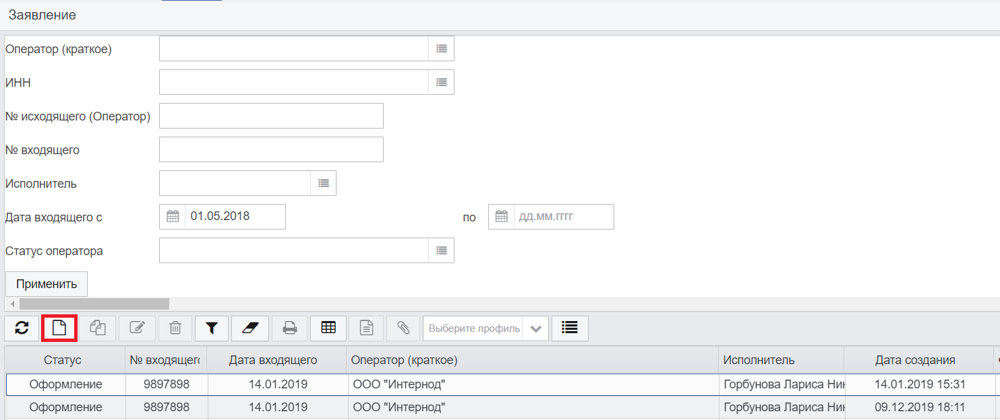 Заявление
Оператор (краткое)
ИНН
№ исходящего (Оператор)
№ входящего
Исполнитель
Дата входящего с 01.05.2018 по дд.мм.гггг
Статус оператора
Применить
Выберите профиль
Статус № входящего Дата входящего Оператор (краткое) Исполнитель Дата создания
Оформление 9897898 14.01.2019 ООО "Интернод" Горбунова Лариса Ник 14.01.2019 15:31
Оформление 9897898 14.01.2019 ООО "Интернод" Горбунова Лариса Ник 09.12.2019 18:11